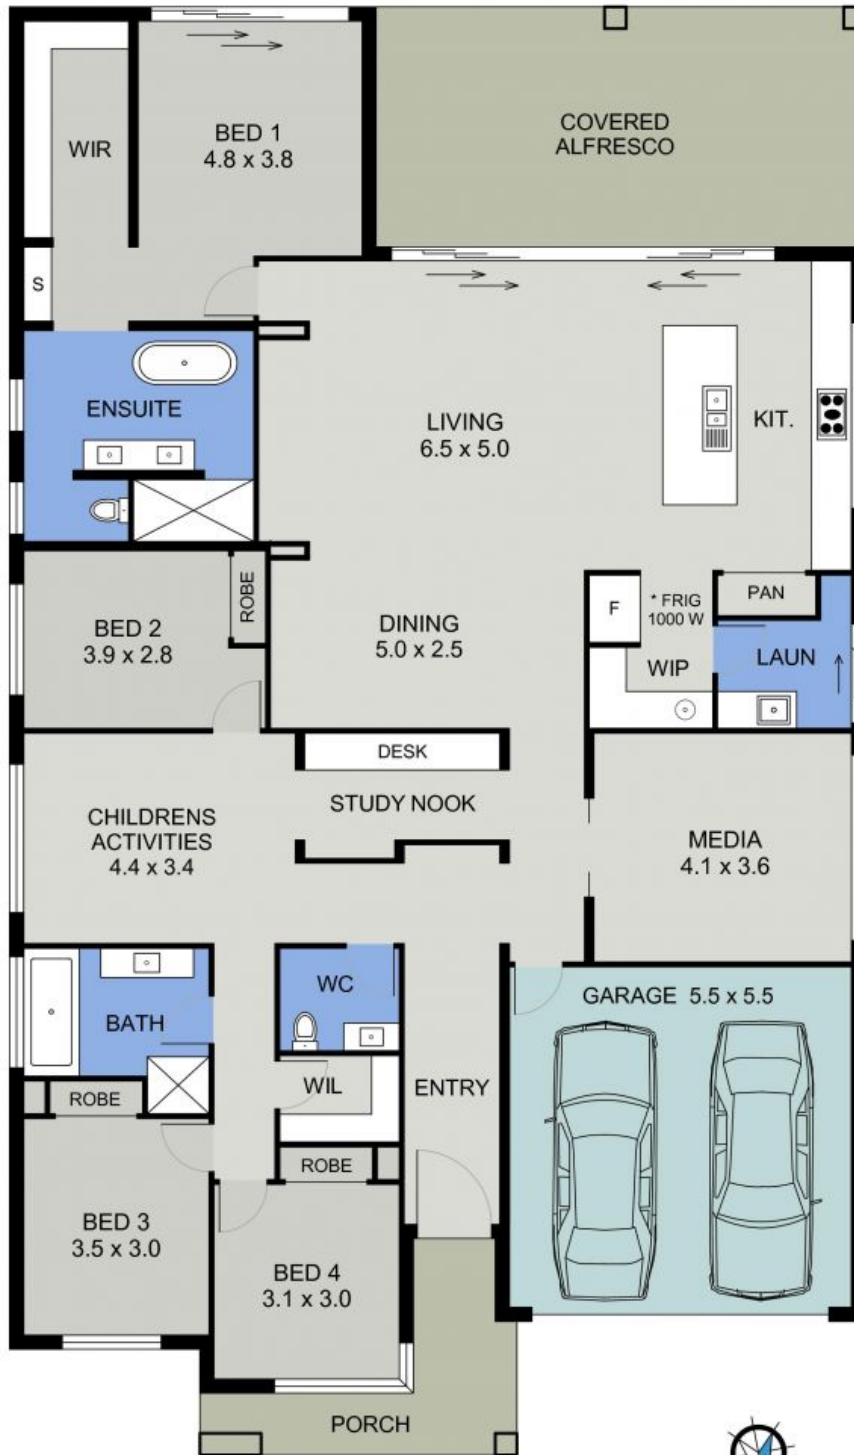 COVERED
ALFRESCO
WIR
BED 1
4.8 x 3.8
S
ENSUITE
LIVING
6.5 x 5.0
KIT.
ROBE
BED 2
3.9 x 2.8
DINING
5.0 x 2.5
F
* FRIG
1000 W
PAN
WIP
LAUN
DESK
STUDY NOOK
CHILDRENS
ACTIVITIES
4.4 x 3.4
MEDIA
4.1 x 3.6
WC
BATH
GARAGE 5.5 x 5.5
WIL
ENTRY
ROBE
ROBE
BED 3
3.5 x 3.0
BED 4
3.1 x 3.0
PORCH